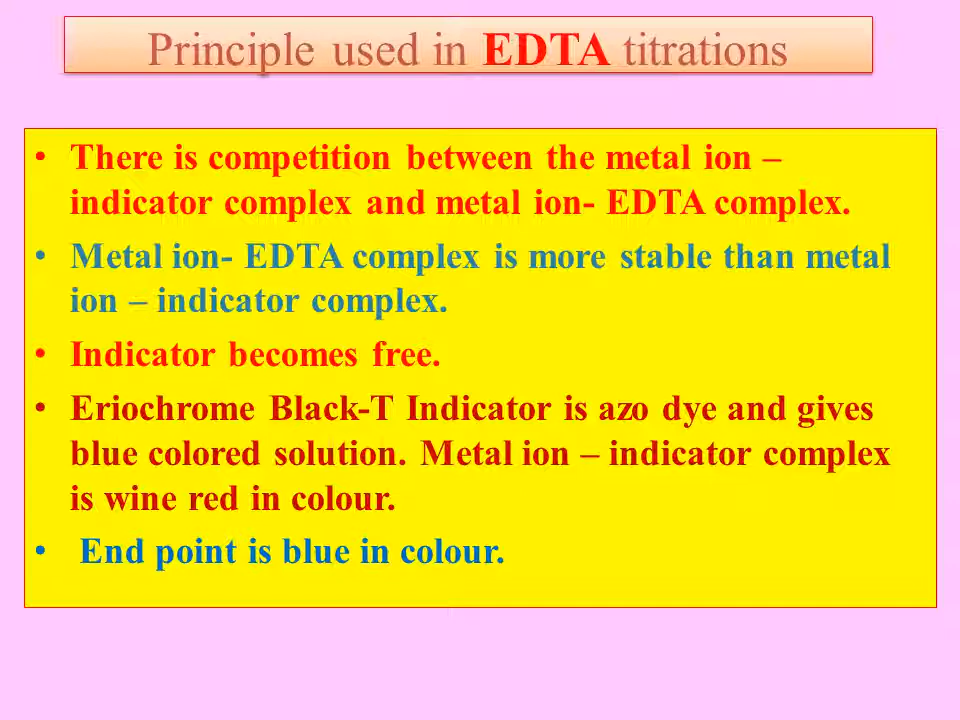 Principle used in EDTA titrations
• There is competition between the metal ion –
indicator complex and metal ion- EDTA complex.
• Metal ion- EDTA complex is more stable than metal
ion – indicator complex.
• Indicator becomes free.
• Eriochrome Black-T Indicator is azo dye and gives
blue colored solution. Metal ion – indicator complex
is wine red in colour.
• End point is blue in colour.